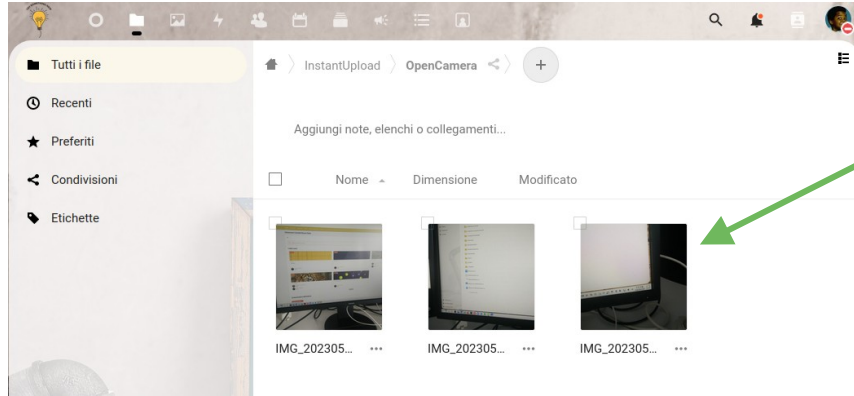 Tutti i file
InstantUpload
OpenCamera
+
Recenti
Aggiungi note, elenchi o collegamenti...
Preferiti
Condivisioni
Nome
Dimensione
Modificato
Etichette
IMG_202305...
IMG_202305...
IMG_202305...